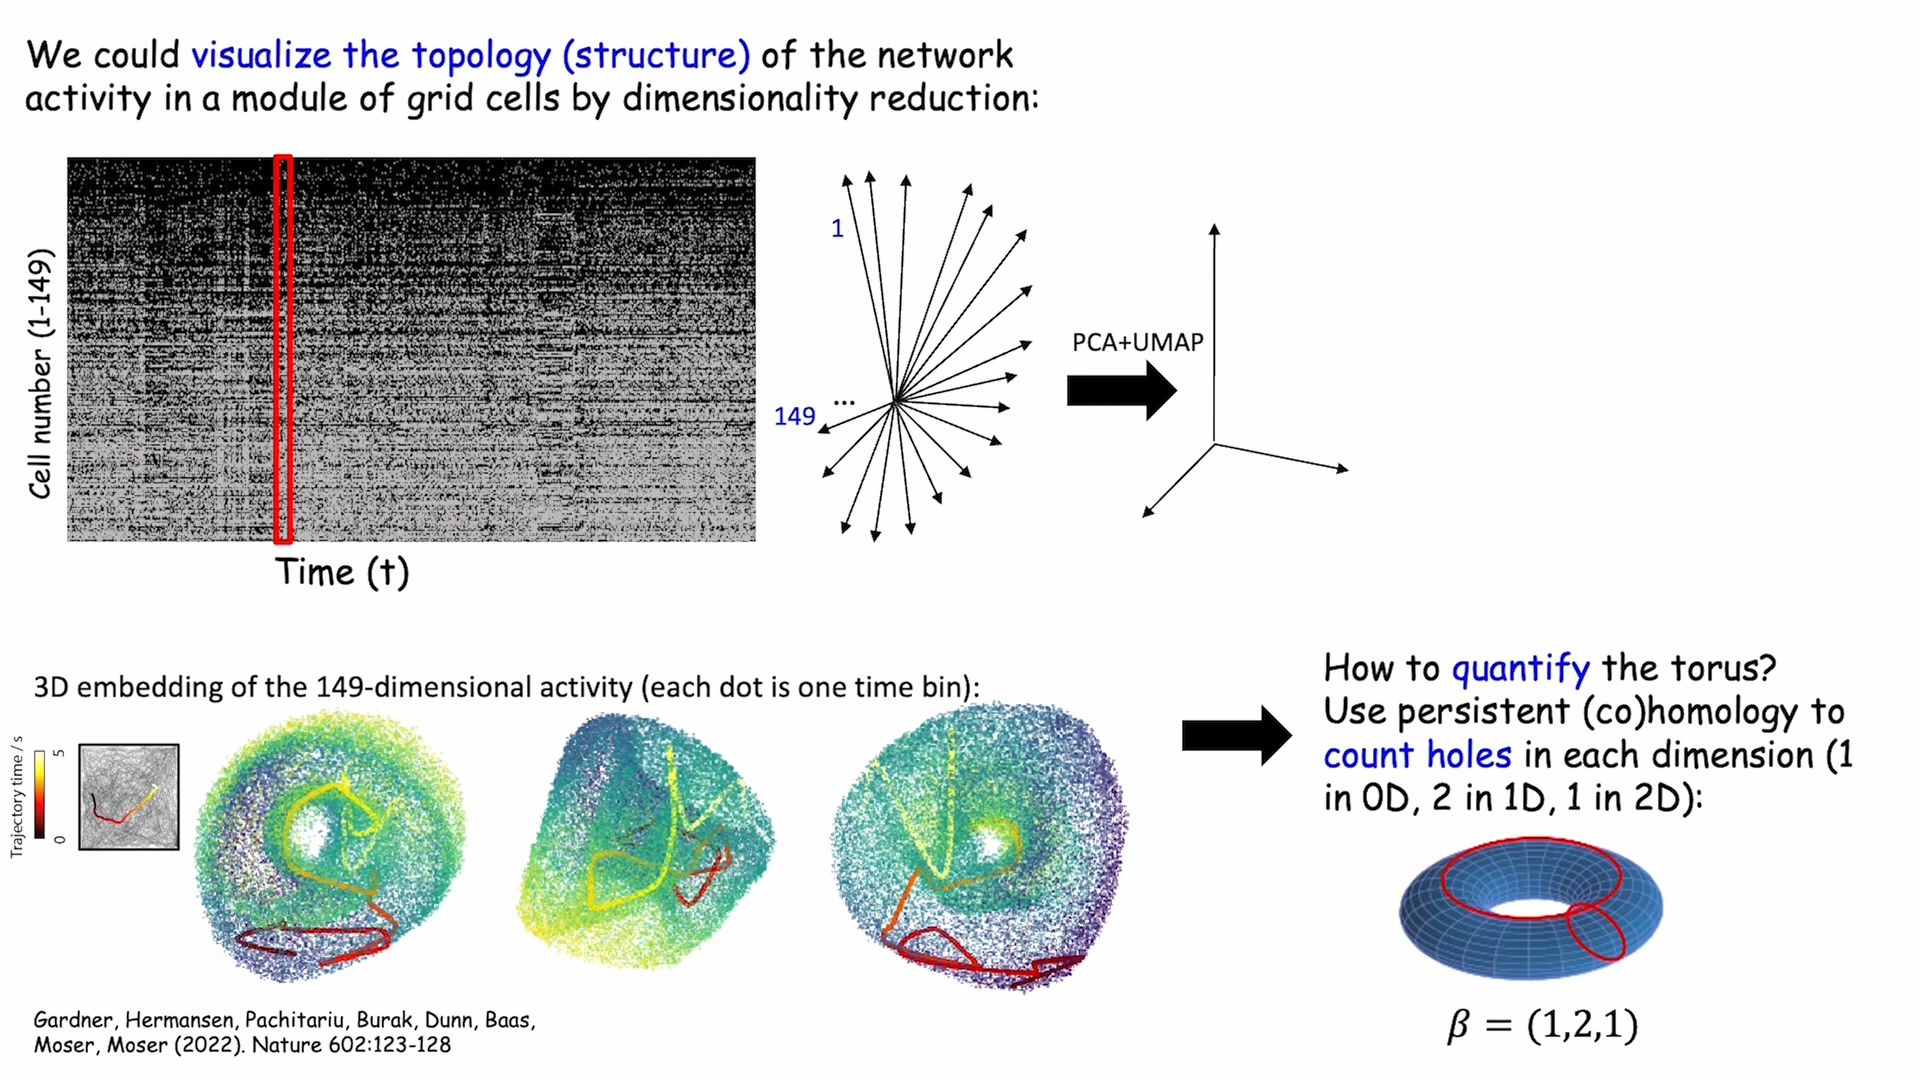 We could visualize the topology (structure) of the network
activity in a module of grid cells by dimensionality reduction:
Cell number (1-149)
Time (t)
1
149
...
PCA+UMAP
3D embedding of the 149-dimensional activity (each dot is one time bin):
Trajectory time / s
5
0
How to quantify the torus?
Use persistent (co)homology to
count holes in each dimension (1
in 0D, 2 in 1D, 1 in 2D):
β = (1,2,1)
Gardner, Hermansen, Pachitariu, Burak, Dunn, Baas,
Moser, Moser (2022). Nature 602:123-128